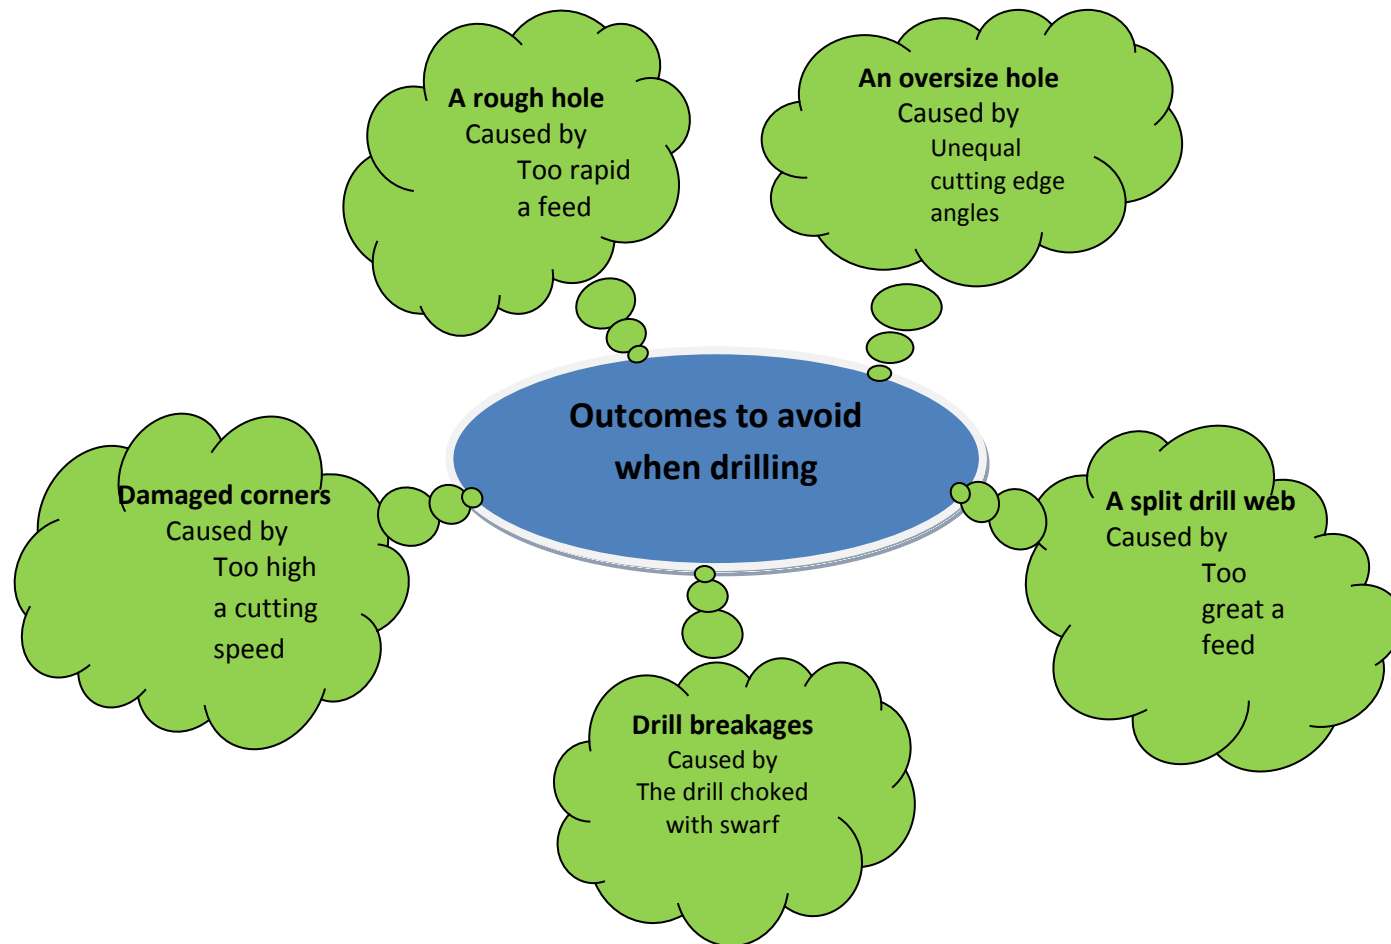 A rough hole
Caused by
Too rapid
a feed
An oversize hole
Caused by
Unequal
cutting edge
angles
Outcomes to avoid
when drilling
Damaged corners
Caused by
Too high
a cutting
speed
A split drill web
Caused by
Too
great a
feed
Drill breakages
Caused by
The drill choked
with swarf